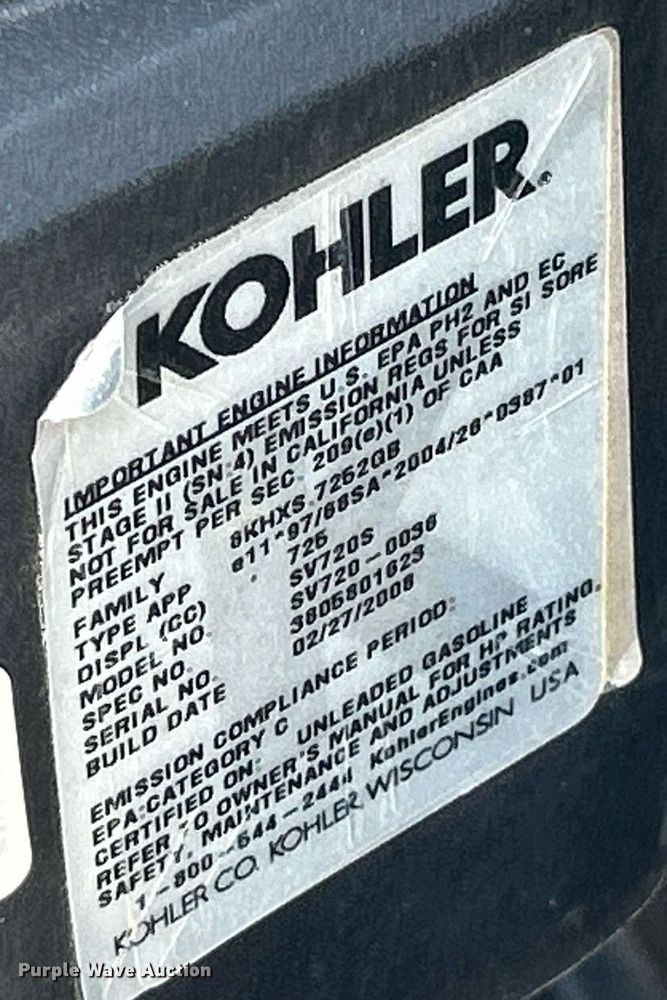 KOHLER®
IMPORTANT ENGINE INFORMATION
THIS ENGINE MEETS U.S. EPA PH2 AND EC
STAGE II (SN:4) EMISSION REGS FOR SI SORE
NOT FOR SALE IN CALIFORNIA UNLESS
PREEMPT PER SEC. 209(e)(1) OF CAA
FAMILY 8KHXS.7252GB
TYPE APP e11*97/68SA*2004/26*0387*01
DISPL (CC) 725
MODEL NO. SV720S
SPEC NO. SV720-0036
SERIAL NO. 3805801623
BUILD DATE 02/27/2008
EMISSION COMPLIANCE PERIOD:
EPA:CATEGORY C
CERTIFIED ON: UNLEADED GASOLINE
REFER TO OWNER'S MANUAL FOR HP RATING,
SAFETY, MAINTENANCE AND ADJUSTMENTS
1-800-544-2444 KohlerEngines.com
KOHLER CO. KOHLER, WISCONSIN USA
Purple Wave Auction